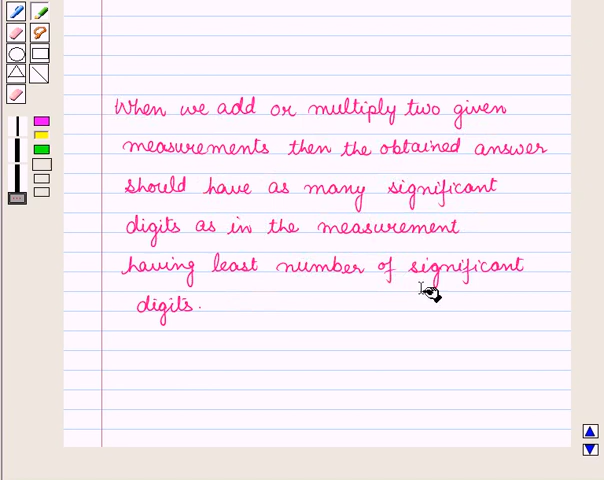 When we add or multiply two given
measurements then the obtained answer
should have as many significant
digits as in the measurement
having least number of significant
digits.